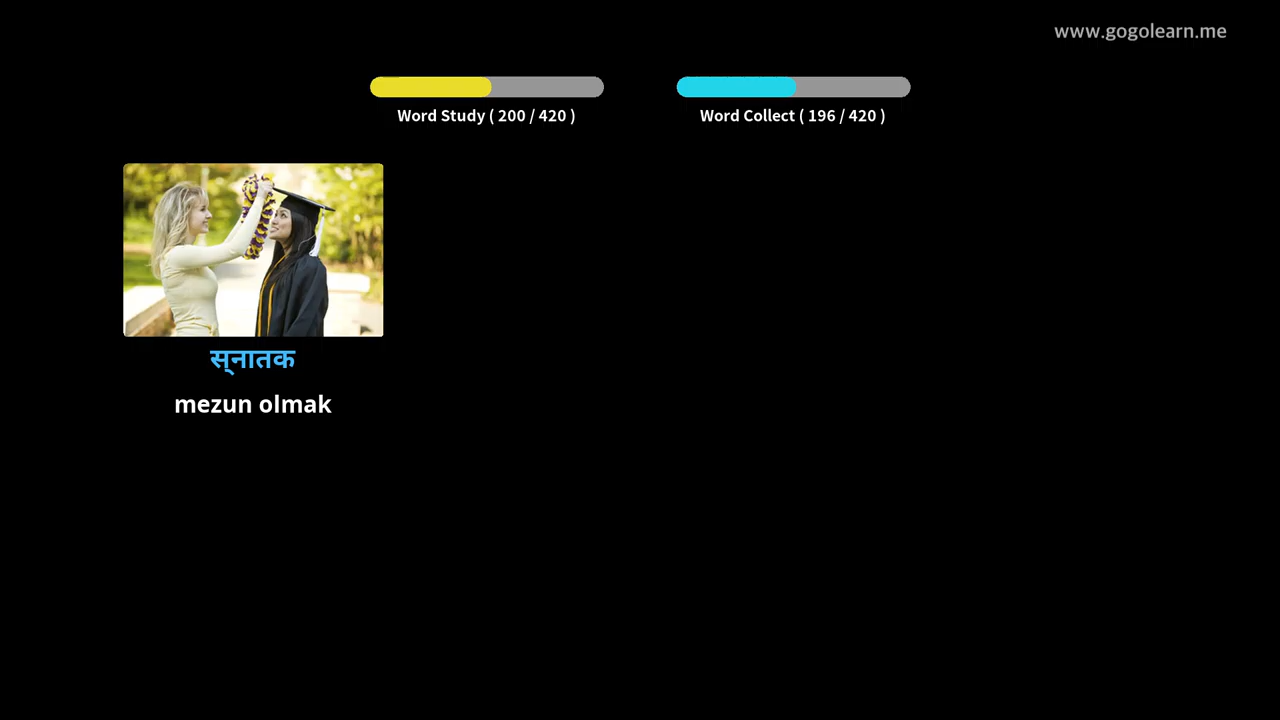 www.gogolearn.me
Word Study ( 200 / 420 )
Word Collect ( 196 / 420 )
स्नातक
mezun olmak